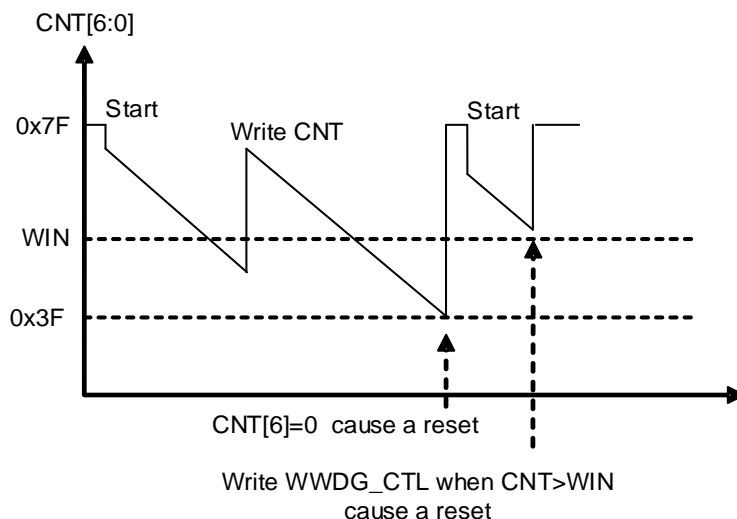 CNT[6:0]
Start
Start
0x7F
Write CNT
WIN
0x3F
CNT[6]=0 cause a reset
Write WWDG_CTL when CNT>WIN
cause a reset